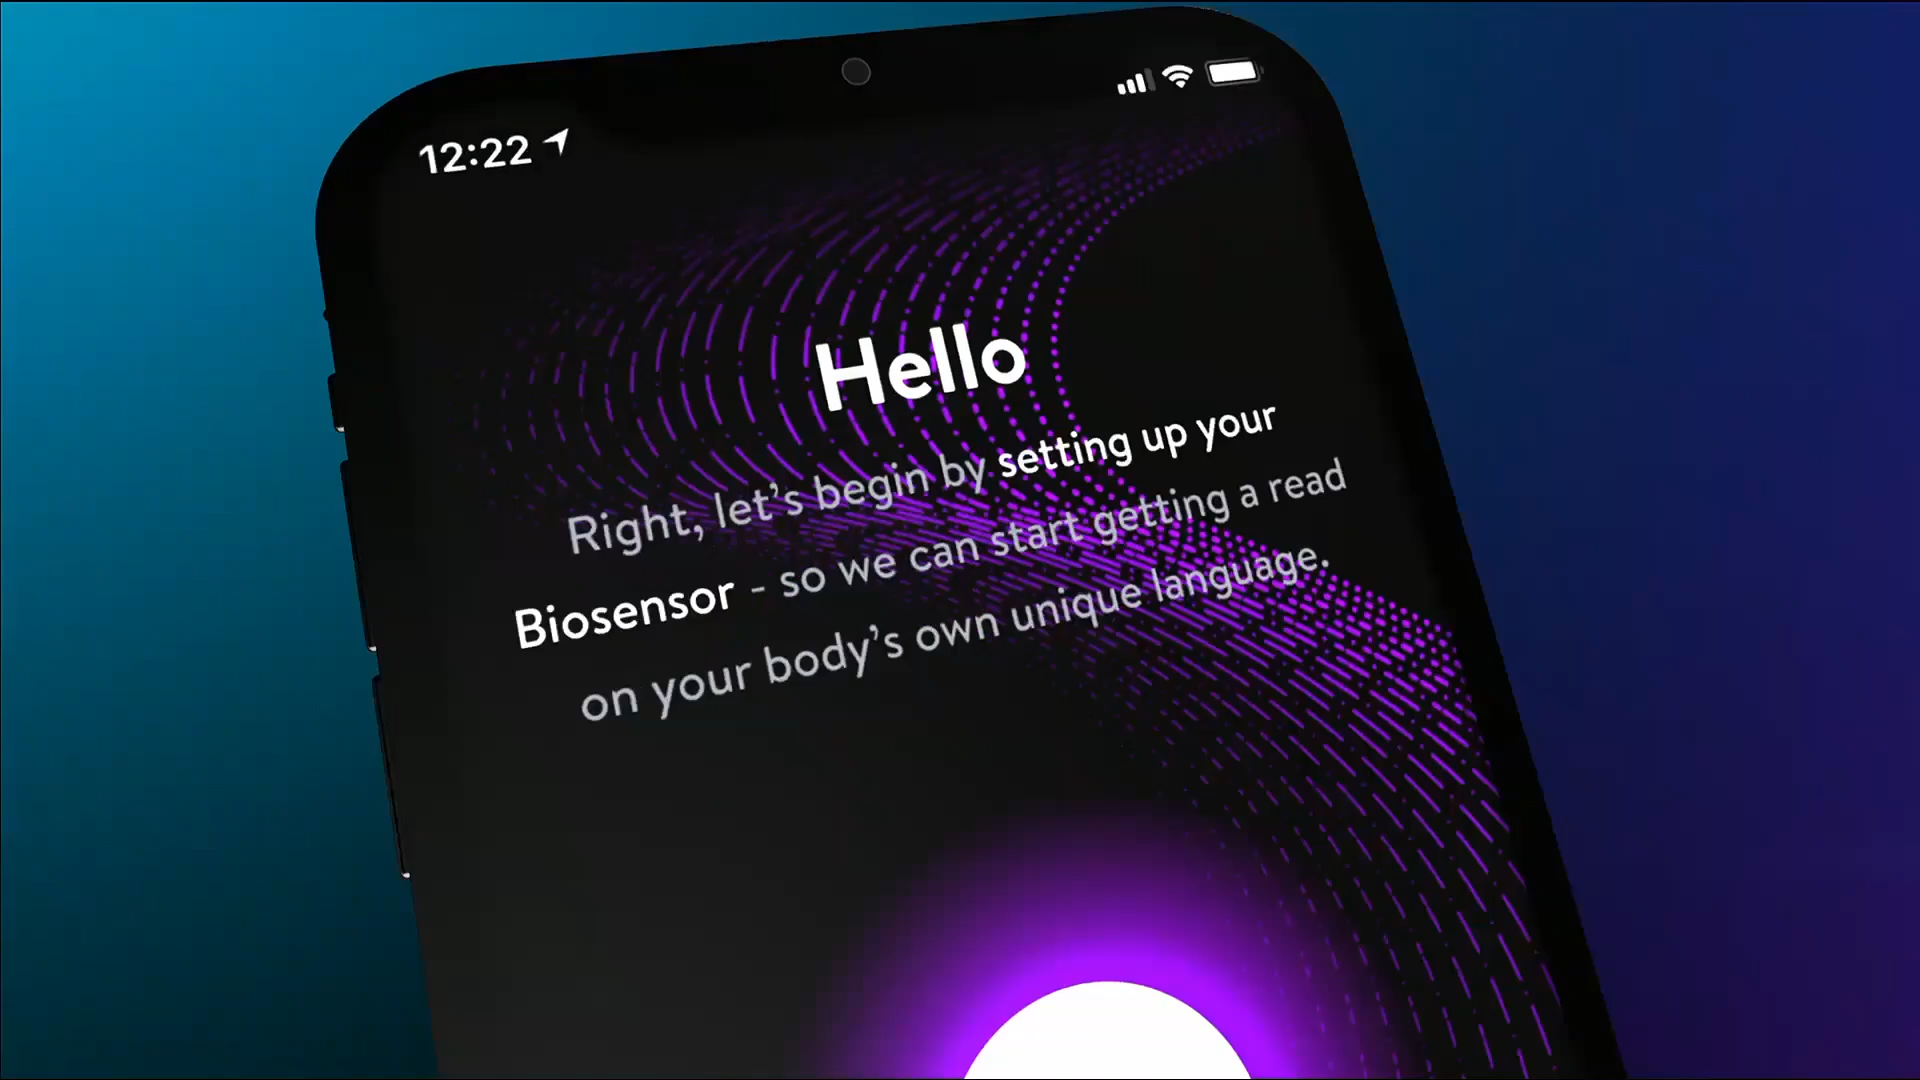 12:22
Hello
Right, let's begin by setting up your
Biosensor - so we can start getting a read
on your body's own unique language.